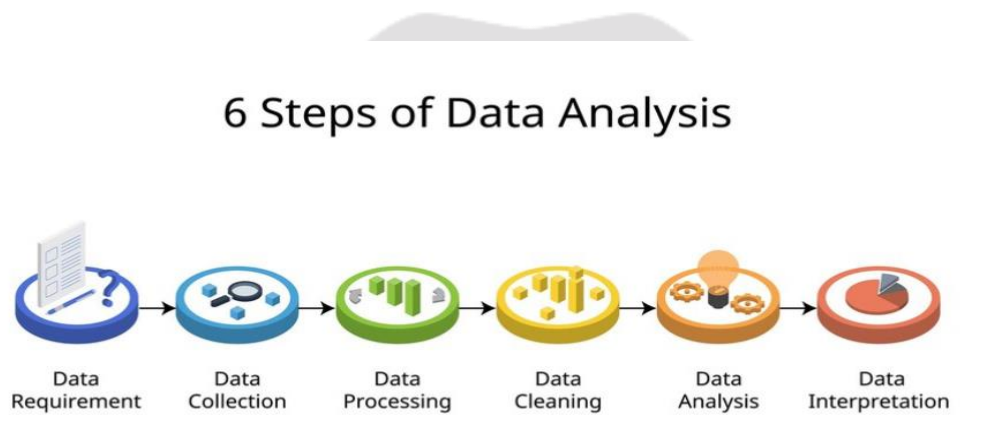 6 Steps of Data Analysis
Data
Requirement
Data
Collection
Data
Processing
Data
Cleaning
Data
Analysis
Data
Interpretation